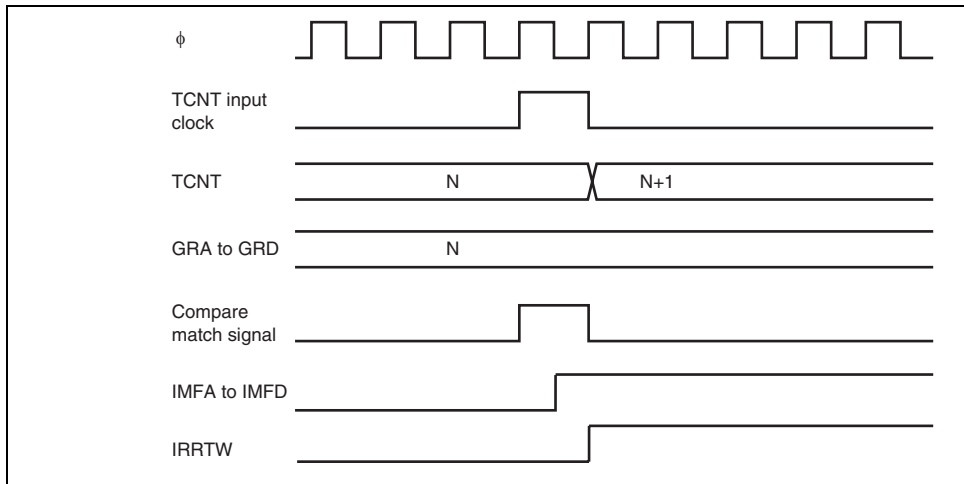 ϕ
TCNT input
clock
TCNT
N
N+1
GRA to GRD
N
Compare
match signal
IMFA to IMFD
IRRTW